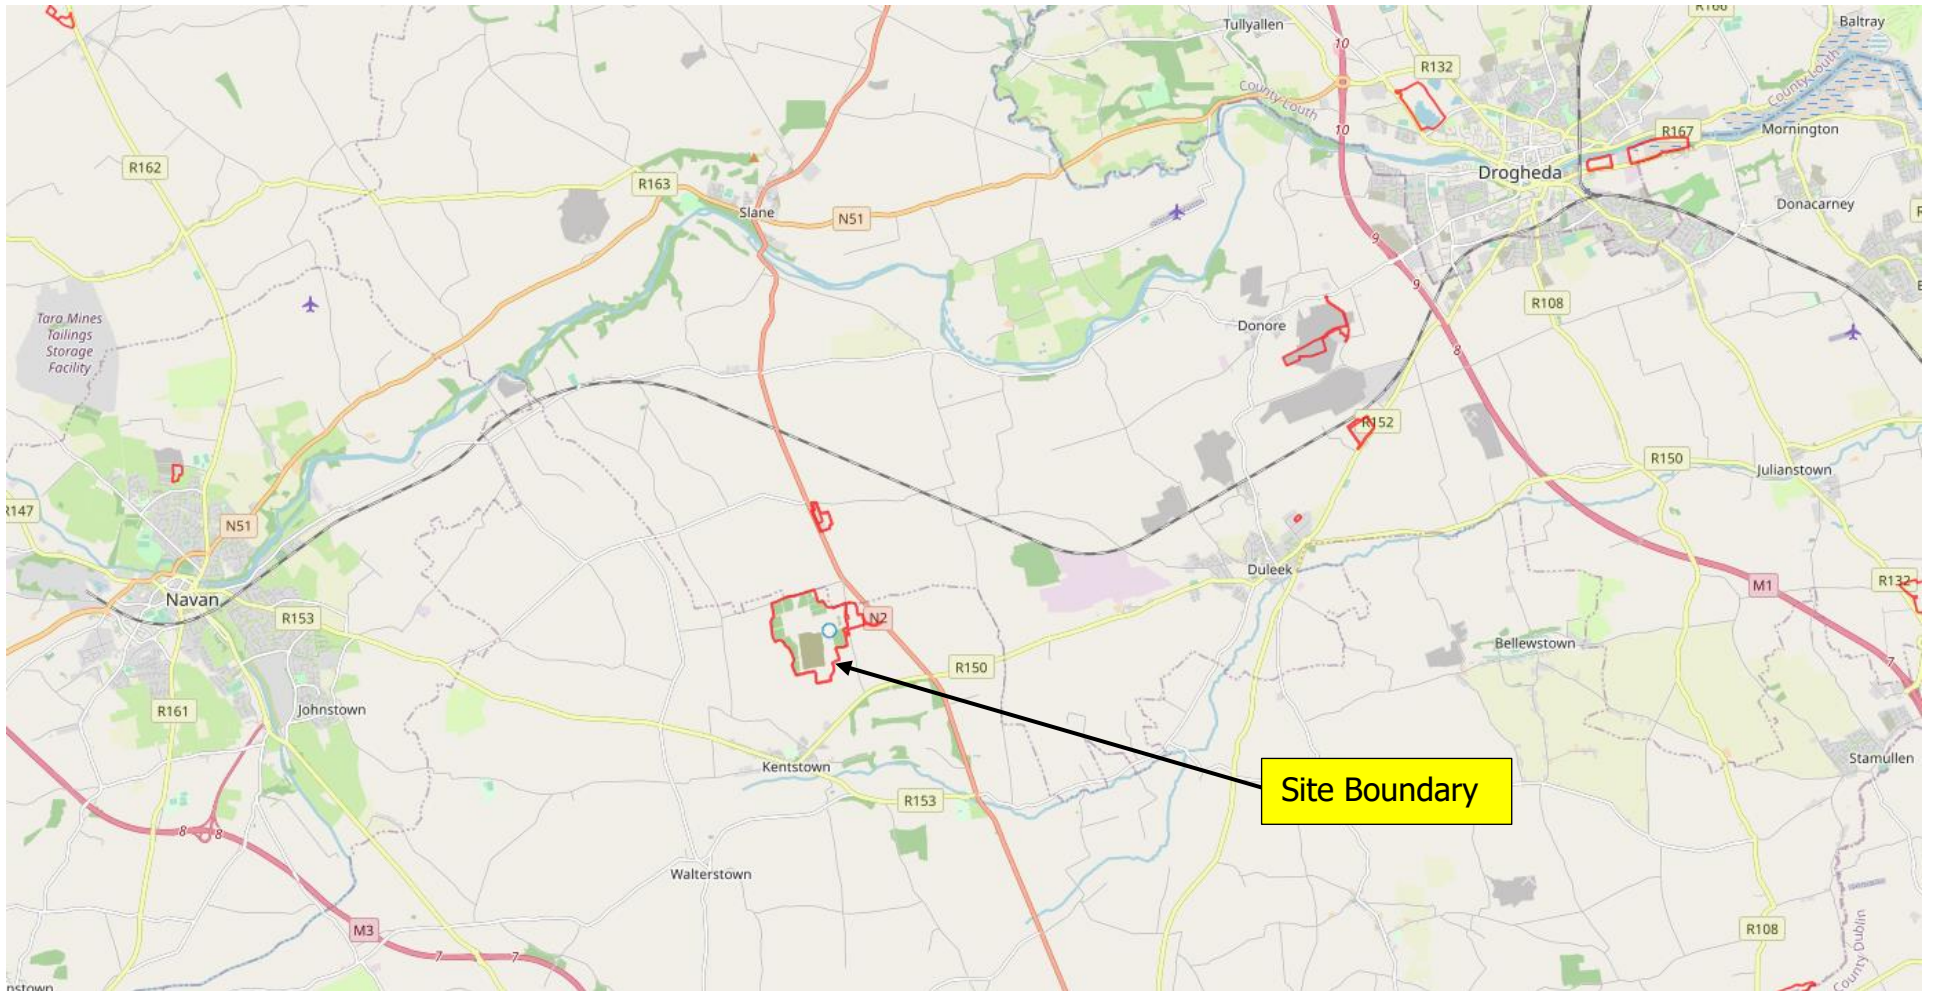 R166
Baltray
Tullyallen
10
R132
County Louth
County Louth
10
R167
Mornington
R162
R163
Drogheda
Slane
N51
Donacarney
9
9
R108
Tara Mines
Tailings
Storage
Facility
Donore
8
R152
R150
Julianstown
R147
N51
Duleek
M1
R132
Navan
R153
N2
Bellewstown
R150
7
R161
Johnstown
Stamullen
Kentstown
Site Boundary
R153
8
8
Walterstown
M3
R108
7
7
County Dublin